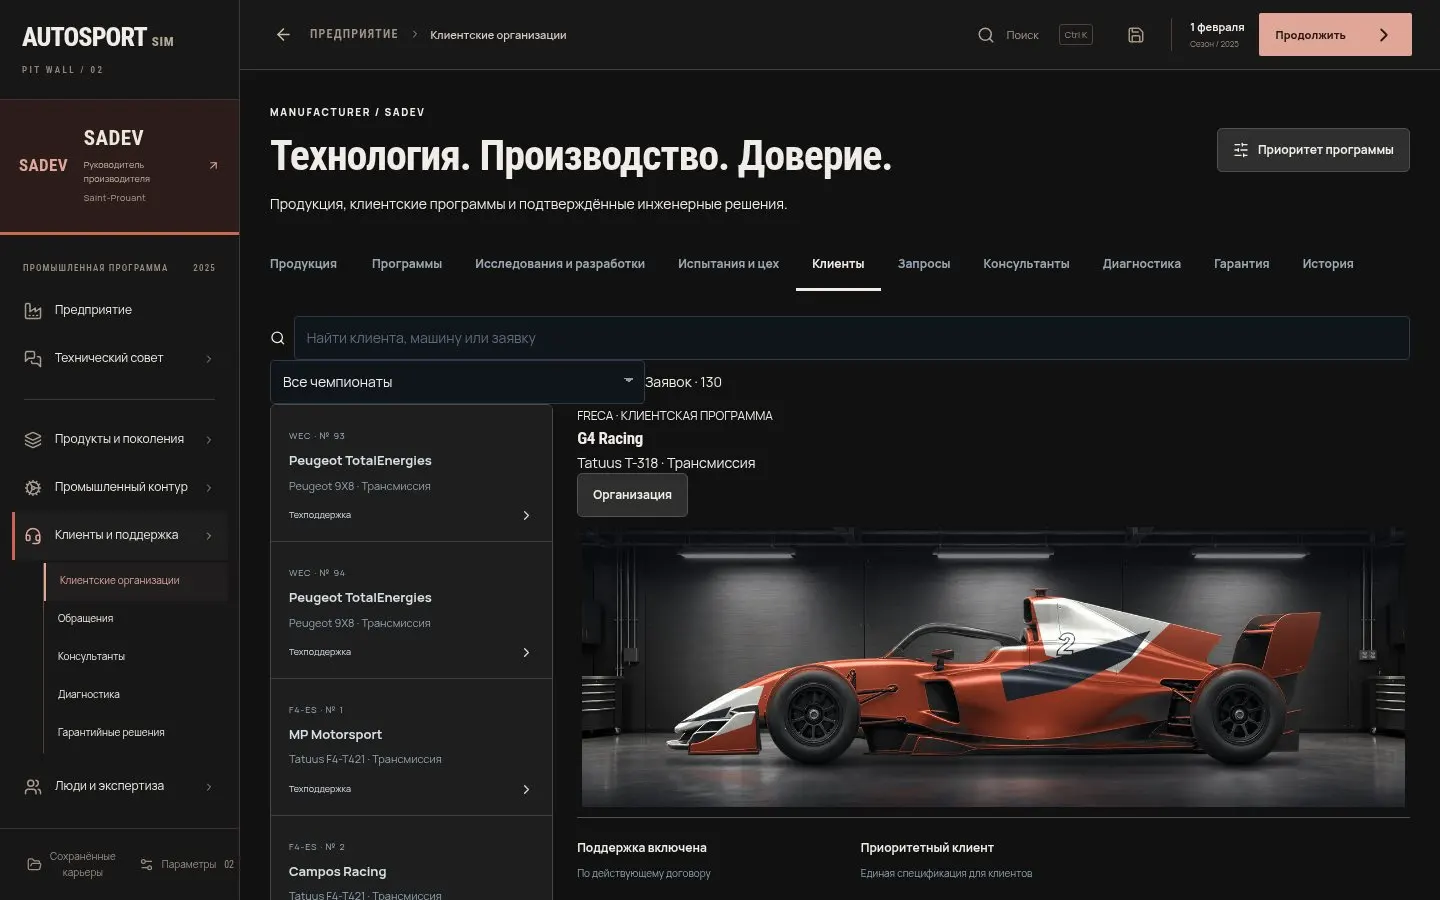 AUTOSPORT SIM
PIT WALL / 02
SADEV
SADEV
Руководитель
производителя
Saint-Prouant
ПРОМЫШЛЕННАЯ ПРОГРАММА 2025
Предприятие
Технический совет
Продукты и поколения
Промышленный контур
Клиенты и поддержка
Клиентские организации
Обращения
Консультанты
Диагностика
Гарантийные решения
Люди и экспертиза
Сохранённые
карьеры
Параметры 02
ПРЕДПРИЯТИЕ
Клиентские организации
Поиск
Ctrl K
1 февраля
Сезон / 2025
Продолжить
MANUFACTURER / SADEV
Технология. Производство. Доверие.
Приоритет программы
Продукция, клиентские программы и подтверждённые инженерные решения.
Продукция Программы Исследования и разработки Испытания и цех Клиенты Запросы Консультанты Диагностика Гарантия История
Найти клиента, машину или заявку
Все чемпионаты
Заявок · 130
WEC · № 93
Peugeot TotalEnergies
Peugeot 9X8 · Трансмиссия
Техподдержка
WEC · № 94
Peugeot TotalEnergies
Peugeot 9X8 · Трансмиссия
Техподдержка
F4-ES · № 1
MP Motorsport
Tatuus F4-T421 · Трансмиссия
Техподдержка
F4-ES · № 2
Campos Racing
Tatuus F4-T421 · Трансмиссия
FRECA · КЛИЕНТСКАЯ ПРОГРАММА
G4 Racing
Tatuus T-318 · Трансмиссия
Организация
2
Поддержка включена
По действующему договору
Приоритетный клиент
Единая спецификация для клиентов